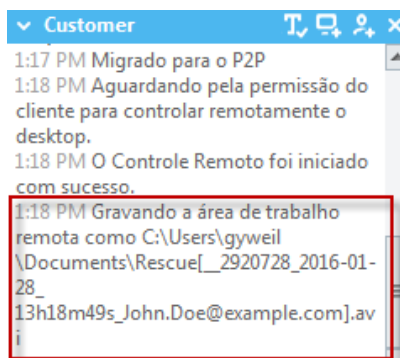 Customer
1:17 PM Migrado para o P2P
1:18 PM Aguardando pela permissão do
cliente para controlar remotamente o
desktop.
1:18 PM O Controle Remoto foi iniciado
com sucesso.
1:18 PM Gravando a área de trabalho
remota como C:\Users\gyweil
\Documents\Rescue[__2920728_2016-01-
28_
13h18m49s_John.Doe@example.com].av
i